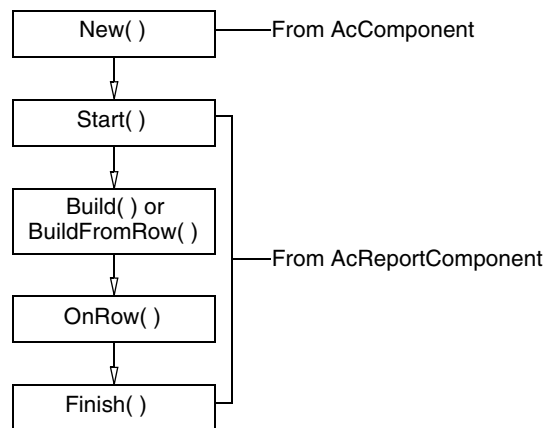 New( )
From AcComponent
Start( )
Build( ) or
BuildFromRow( )
From AcReportComponent
OnRow( )
Finish( )